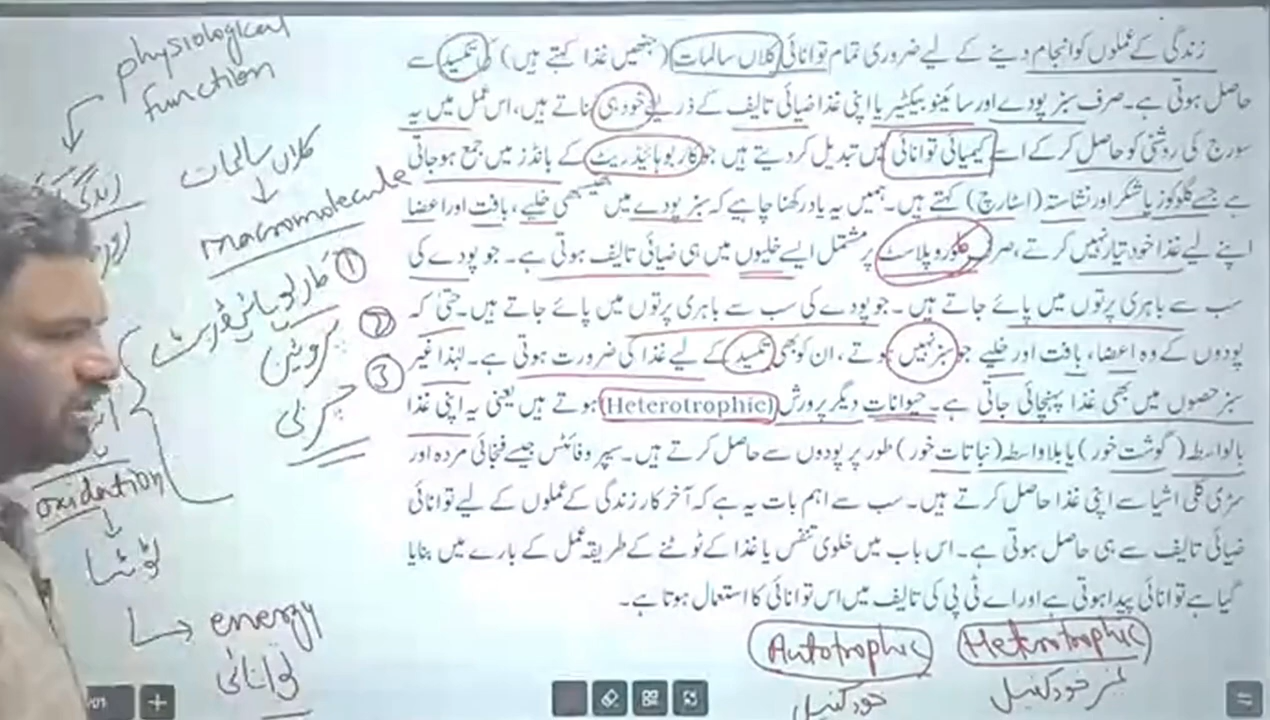 زندگی کے عملوں کو انجام دینے کے لیے ضروری تمام توانائی کلاں سالمات (جنھیں غذا کہتے ہیں) کی تکسید سے
حاصل ہوتی ہے۔ صرف سبز پودے اور سائینو بیکٹیریا اپنی غذا ضیائی تالیف کے ذریعے خود ہی بناتے ہیں، اس عمل میں یہ
سورج کی روشنی کو حاصل کر کے اسے کیمیائی توانائی میں تبدیل کر دیتے ہیں جو کاربوہائیڈریٹ کے بانڈز میں جمع ہو جاتی
ہے جسے گلوکوز یا شکر اور نشاستہ (اسٹارچ) کہتے ہیں۔ ہمیں یہ یاد رکھنا چاہیے کہ سبز پودے میں سبھی خلیے، بافت اور اعضا
اپنے لیے غذا خود تیار نہیں کرتے، صرف کلوروپلاسٹ پر مشتمل ایسے خلیوں میں ہی ضیائی تالیف ہوتی ہے۔ جو پودے کی
سب سے باہری پرتوں میں پائے جاتے ہیں۔ جو پودے کی سب سے باہری پرتوں میں پائے جاتے ہیں۔ حتیٰ کہ
پودوں کے وہ اعضا، بافت اور خلیے جو سبز نہیں ہوتے، ان کو بھی تکسید کے لیے غذا کی ضرورت ہوتی ہے۔ لہٰذا غیر
سبز حصوں میں بھی غذا پہنچائی جاتی ہے۔ حیوانات دیگر پرورش (Heterotrophic) ہوتے ہیں یعنی یہ اپنی غذا
بالواسطہ (گوشت خور) یا بلاواسطہ (نباتات خور) طور پر پودوں سے حاصل کرتے ہیں۔ سپروفائٹس جیسے فنجائی مردہ اور
سڑی گلی اشیا سے اپنی غذا حاصل کرتے ہیں۔ سب سے اہم بات یہ ہے کہ آخر کار زندگی کے عملوں کے لیے توانائی
ضیائی تالیف سے ہی حاصل ہوتی ہے۔ اس باب میں خلوی تنفس یا غذا کے ٹوٹنے کے طریقہ عمل کے بارے میں بتایا
گیا ہے توانائی پیدا ہوتی ہے اور اے ٹی پی کی تالیف میں اس توانائی کا استعمال ہوتا ہے۔
physiological
function
زندگی
کلاں سالمات
macromolecule
① کاربوہائیڈریٹ
② پروٹین
③ چربی
oxidation
ٹوٹنا
energy
توانائی
Autotrophic
خود کفیل
Heterotrophic
غیر خود کفیل